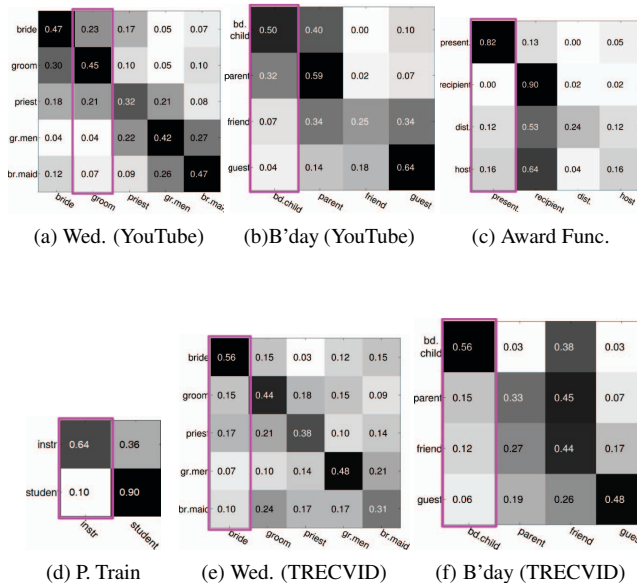 bride 0.47 0.23 0.17 0.05 0.07
groom 0.30 0.45 0.10 0.05 0.10
priest 0.18 0.21 0.32 0.21 0.08
gr.men 0.04 0.04 0.22 0.42 0.27
br.maid 0.12 0.07 0.09 0.26 0.47
bride groom priest gr.men br.maid
(a) Wed. (YouTube)
bd.
child 0.50 0.40 0.00 0.10
parent 0.32 0.59 0.02 0.07
friend 0.07 0.34 0.25 0.34
guest 0.04 0.14 0.18 0.64
bd.child parent friend guest
(b)B'day (YouTube)
present. 0.82 0.13 0.00 0.05
recipient 0.00 0.90 0.02 0.02
dist. 0.12 0.53 0.24 0.12
host 0.16 0.64 0.04 0.16
present. recipient dist. host
(c) Award Func.
instr 0.64 0.36
student 0.10 0.90
instr student
(d) P. Train
bride 0.56 0.15 0.03 0.12 0.15
groom 0.15 0.44 0.18 0.15 0.09
priest 0.17 0.21 0.38 0.10 0.14
gr.men 0.07 0.10 0.14 0.48 0.21
br.maid 0.10 0.24 0.17 0.17 0.31
bride groom priest gr.men br.maid
(e) Wed. (TRECVID)
bd.
child 0.56 0.03 0.38 0.03
parent 0.15 0.33 0.45 0.07
friend 0.12 0.27 0.44 0.17
guest 0.06 0.19 0.26 0.48
bd.child parent friend gues
(f) B'day (TRECVID)